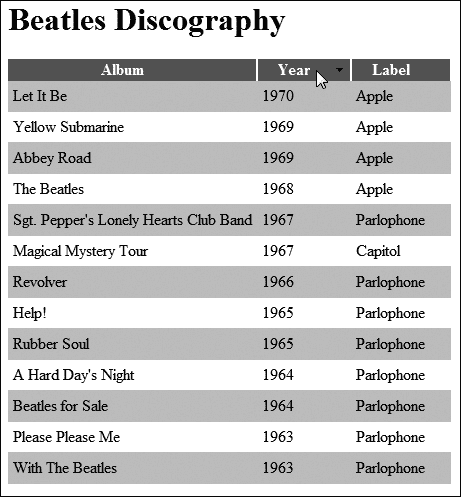 Beatles Discography
Album Year Label
Let It Be 1970 Apple
Yellow Submarine 1969 Apple
Abbey Road 1969 Apple
The Beatles 1968 Apple
Sgt. Pepper's Lonely Hearts Club Band 1967 Parlophone
Magical Mystery Tour 1967 Capitol
Revolver 1966 Parlophone
Help! 1965 Parlophone
Rubber Soul 1965 Parlophone
A Hard Day's Night 1964 Parlophone
Beatles for Sale 1964 Parlophone
Please Please Me 1963 Parlophone
With The Beatles 1963 Parlophone